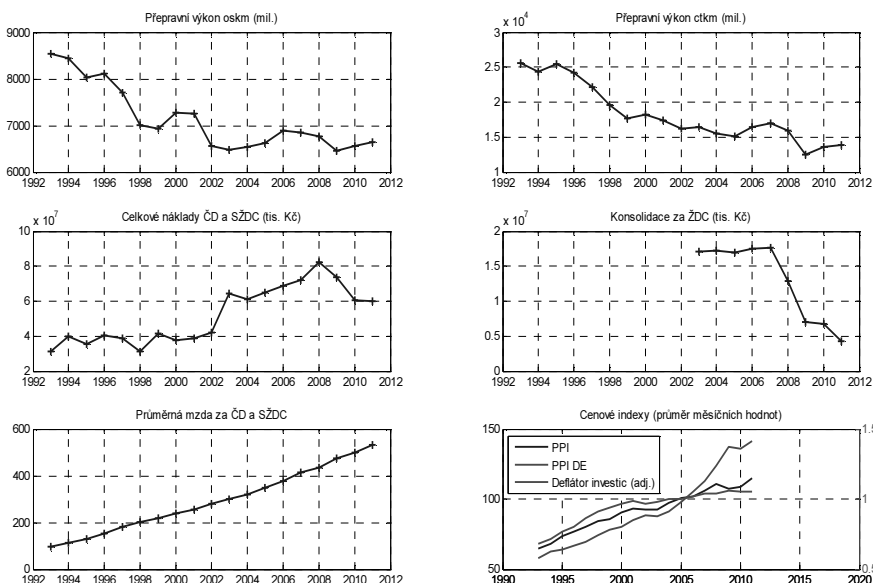 Přepravní výkon oskm (mil.)
9000
8000
7000
6000
1992 1994 1996 1998 2000 2002 2004 2006 2008 2010 2012
Přepravní výkon ctkm (mil.)
x 10^4
3
2.5
2
1.5
1
1992 1994 1996 1998 2000 2002 2004 2006 2008 2010 2012
Celkové náklady ČD a SŽDC (tis. Kč)
x 10^7
10
8
6
4
2
1992 1994 1996 1998 2000 2002 2004 2006 2008 2010 2012
Konsolidace za ŽDC (tis. Kč)
x 10^7
2
1.5
1
0.5
0
1992 1994 1996 1998 2000 2002 2004 2006 2008 2010 2012
Průměrná mzda za ČD a SŽDC
600
400
200
0
1992 1994 1996 1998 2000 2002 2004 2006 2008 2010 2012
Cenové indexy (průměr měsíčních hodnot)
150 1.5
PPI
PPI DE
Deflátor investic (adj.)
100 1
50 0.5
1990 1995 2000 2005 2010 2015 2020